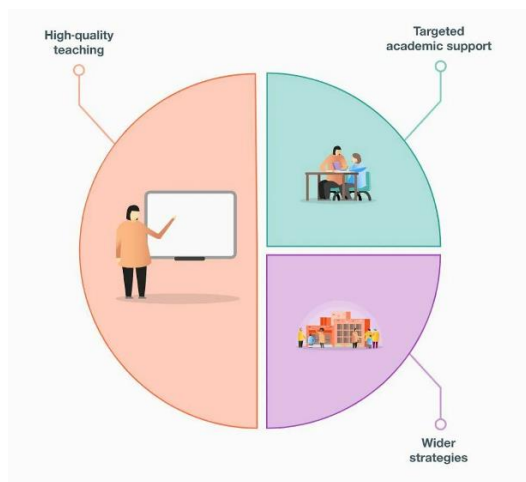 High-quality
teaching
Targeted
academic support
Wider
strategies